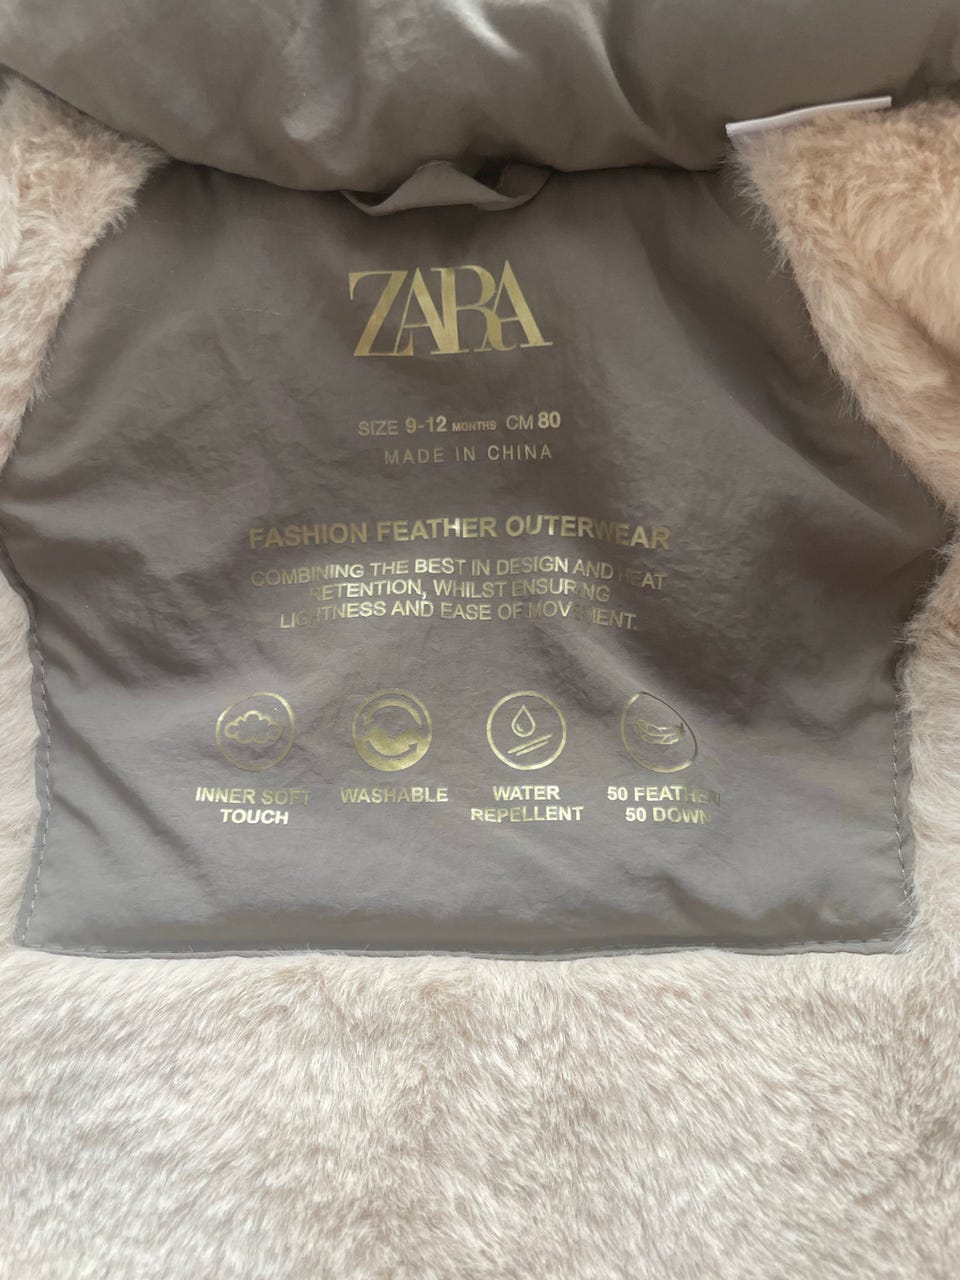 ZARA
SIZE 9-12 MONTHS CM 80
MADE IN CHINA
FASHION FEATHER OUTERWEAR
COMBINING THE BEST IN DESIGN AND HEAT
RETENTION, WHILST ENSURING
LIGHTNESS AND EASE OF MOVEMENT.
INNER SOFT
TOUCH
WASHABLE
WATER
REPELLENT
50 FEATHER
50 DOWN